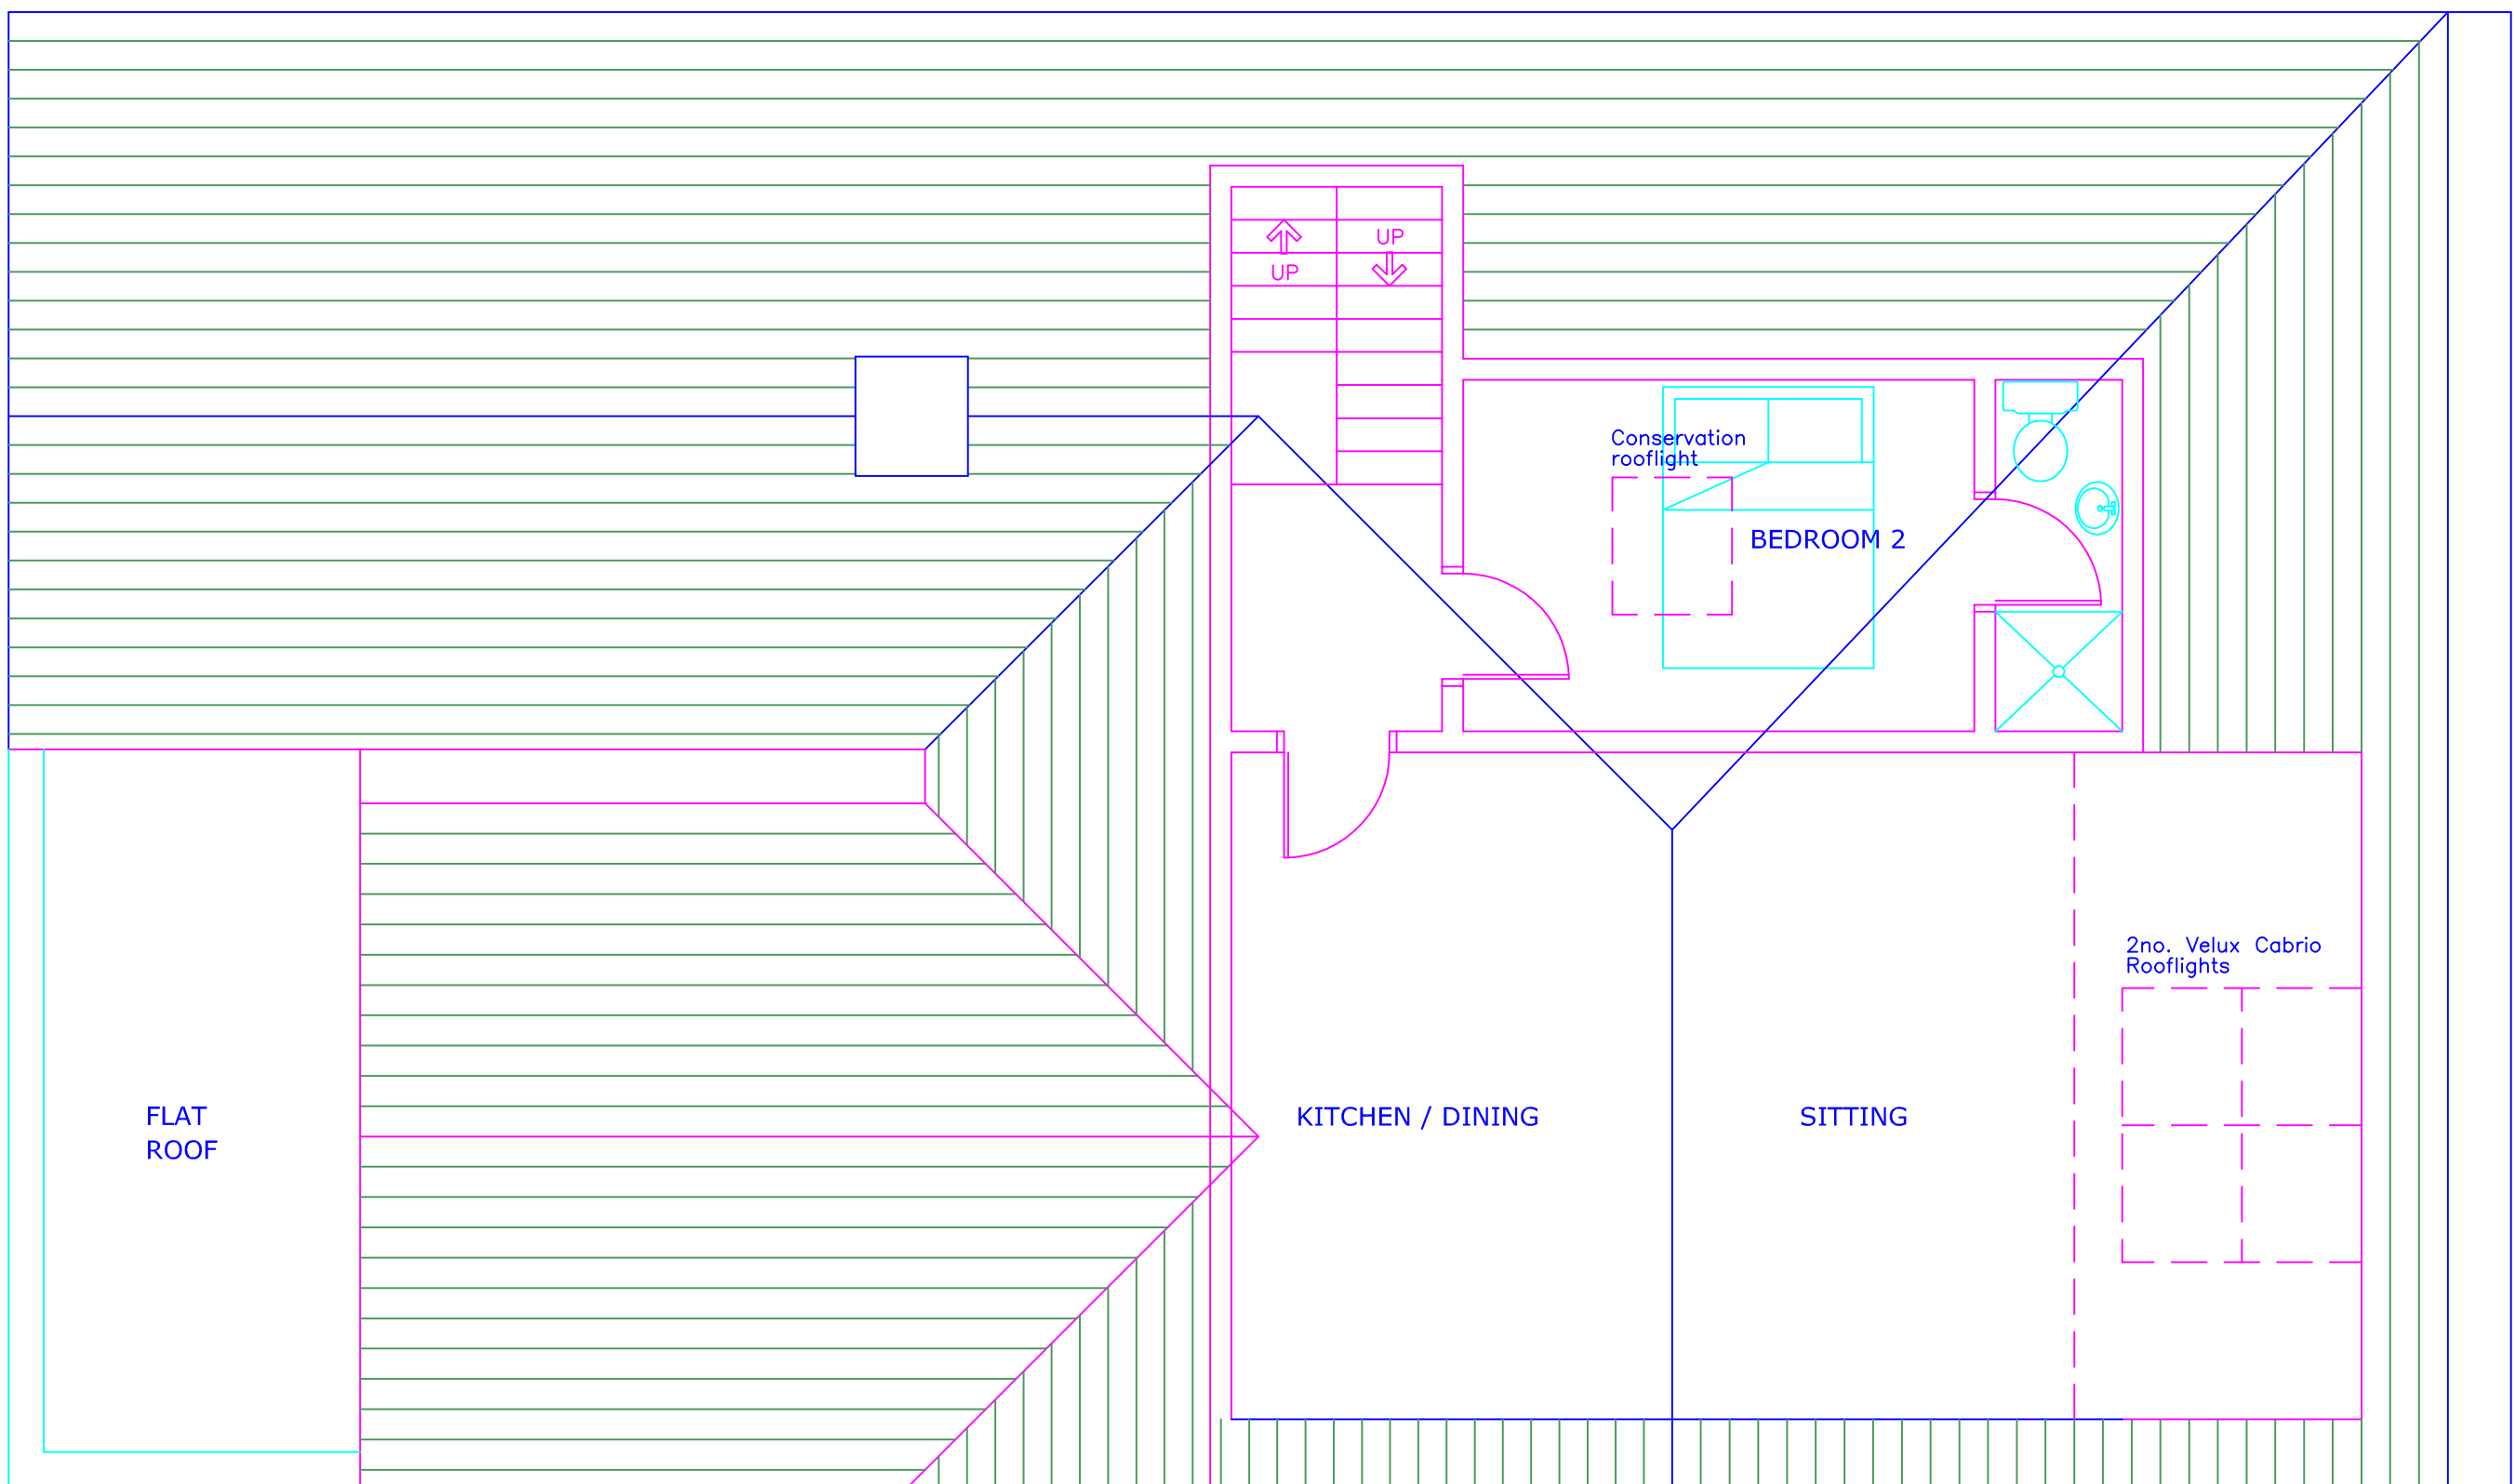 UP
UP
Conservation
rooflight
BEDROOM 2
2no. Velux Cabrio
Rooflights
FLAT
ROOF
KITCHEN / DINING
SITTING